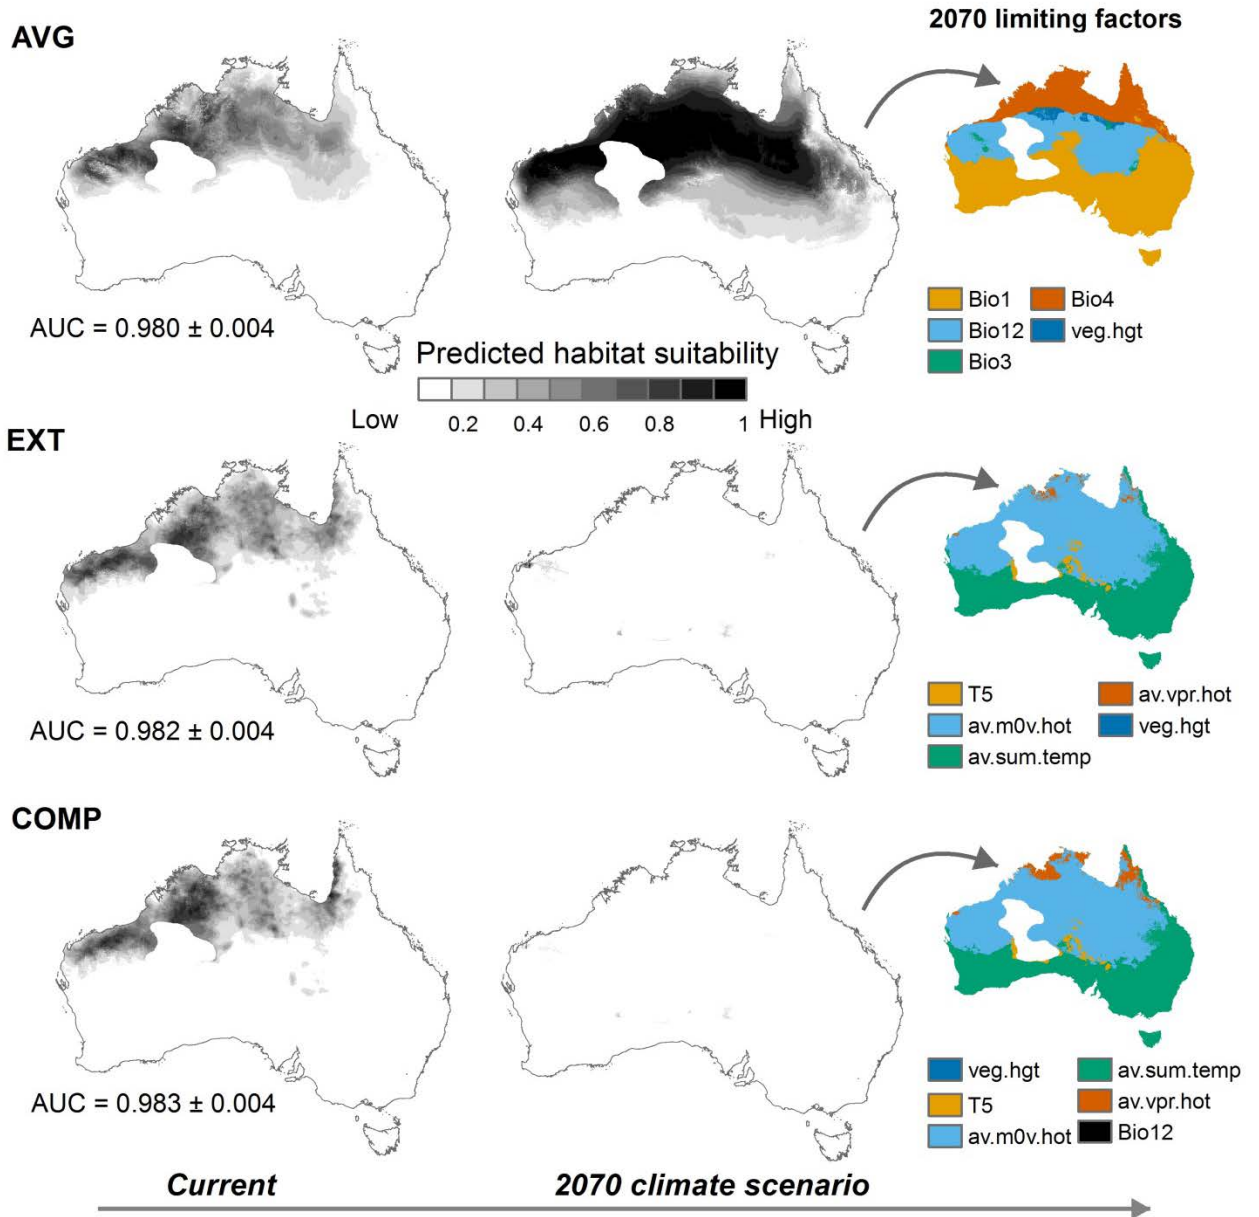 AVG
2070 limiting factors
AUC = 0.980 ± 0.004
Bio1
Bio4
Bio12
veg.hgt
Bio3
Predicted habitat suitability
Low 0.2 0.4 0.6 0.8 1 High
EXT
AUC = 0.982 ± 0.004
T5
av.vpr.hot
av.m0v.hot
veg.hgt
av.sum.temp
COMP
AUC = 0.983 ± 0.004
veg.hgt
av.sum.temp
T5
av.vpr.hot
av.m0v.hot
Bio12
Current
2070 climate scenario